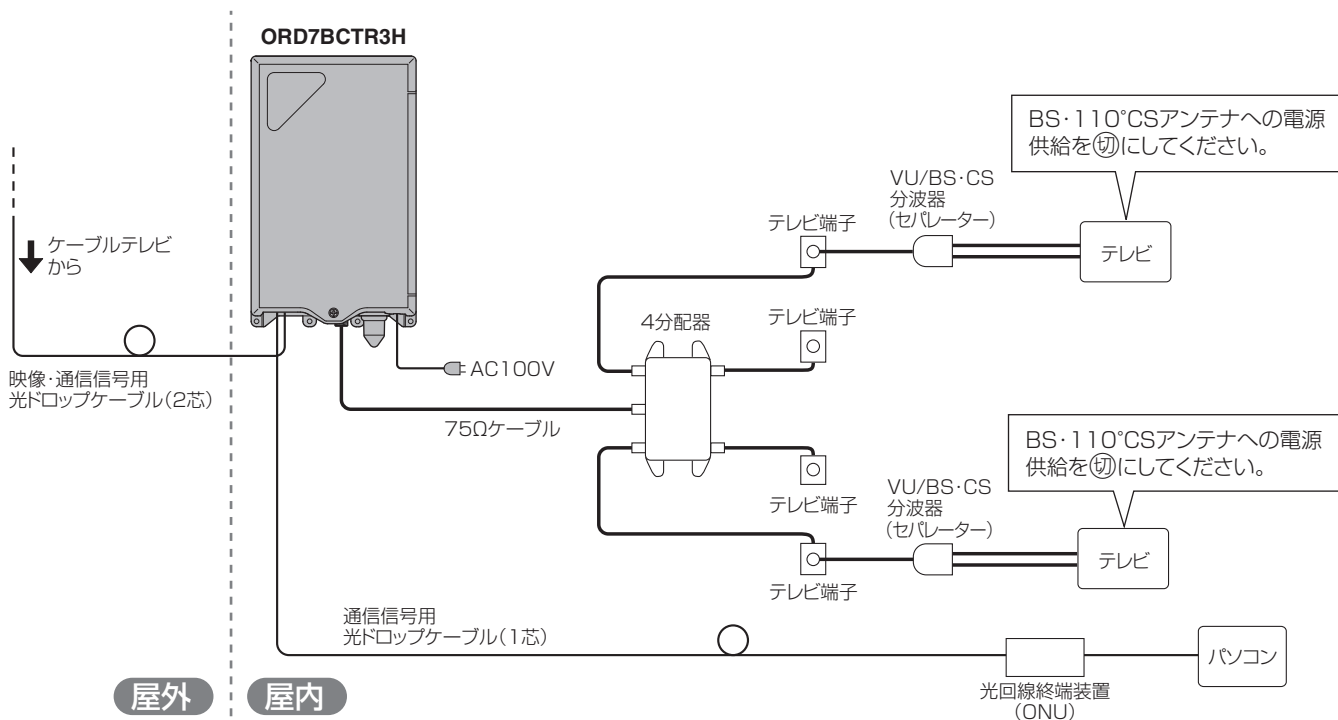 ORD7BCTR3H
BS・110°CSアンテナへの電源
供給を切にしてください。
VU/BS・CS
分波器
(セパレーター)
テレビ端子
テレビ
ケーブルテレビ
から
4分配器
テレビ端子
AC100V
映像・通信信号用
光ドロップケーブル(2芯)
75Ωケーブル
BS・110°CSアンテナへの電源
供給を切にしてください。
VU/BS・CS
分波器
(セパレーター)
テレビ端子
テレビ
テレビ端子
通信信号用
光ドロップケーブル(1芯)
パソコン
光回線終端装置
(ONU)
屋外
屋内